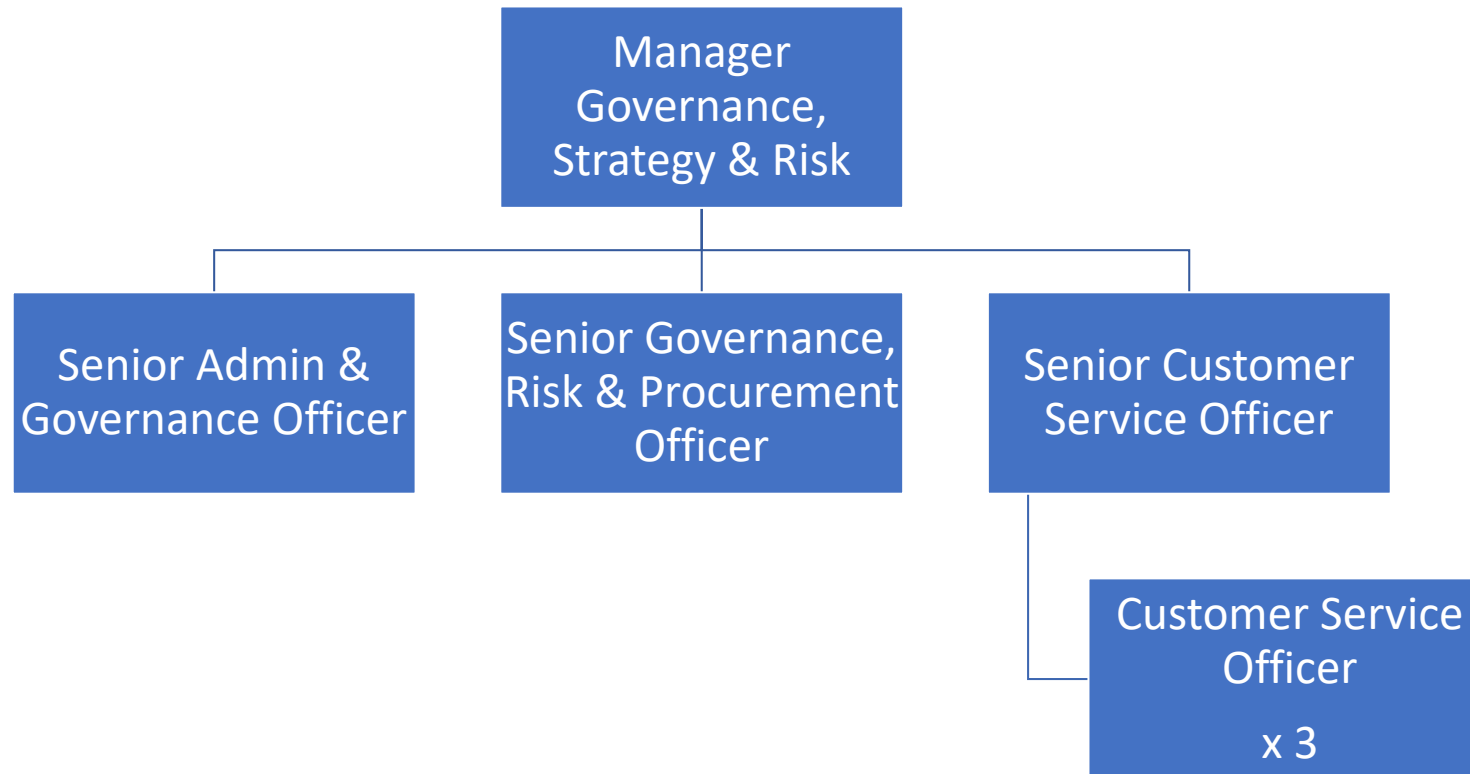 Manager
Governance,
Strategy & Risk
Senior Admin &
Governance Officer
Senior Governance,
Risk & Procurement
Officer
Senior Customer
Service Officer
Customer Service
Officer
x 3